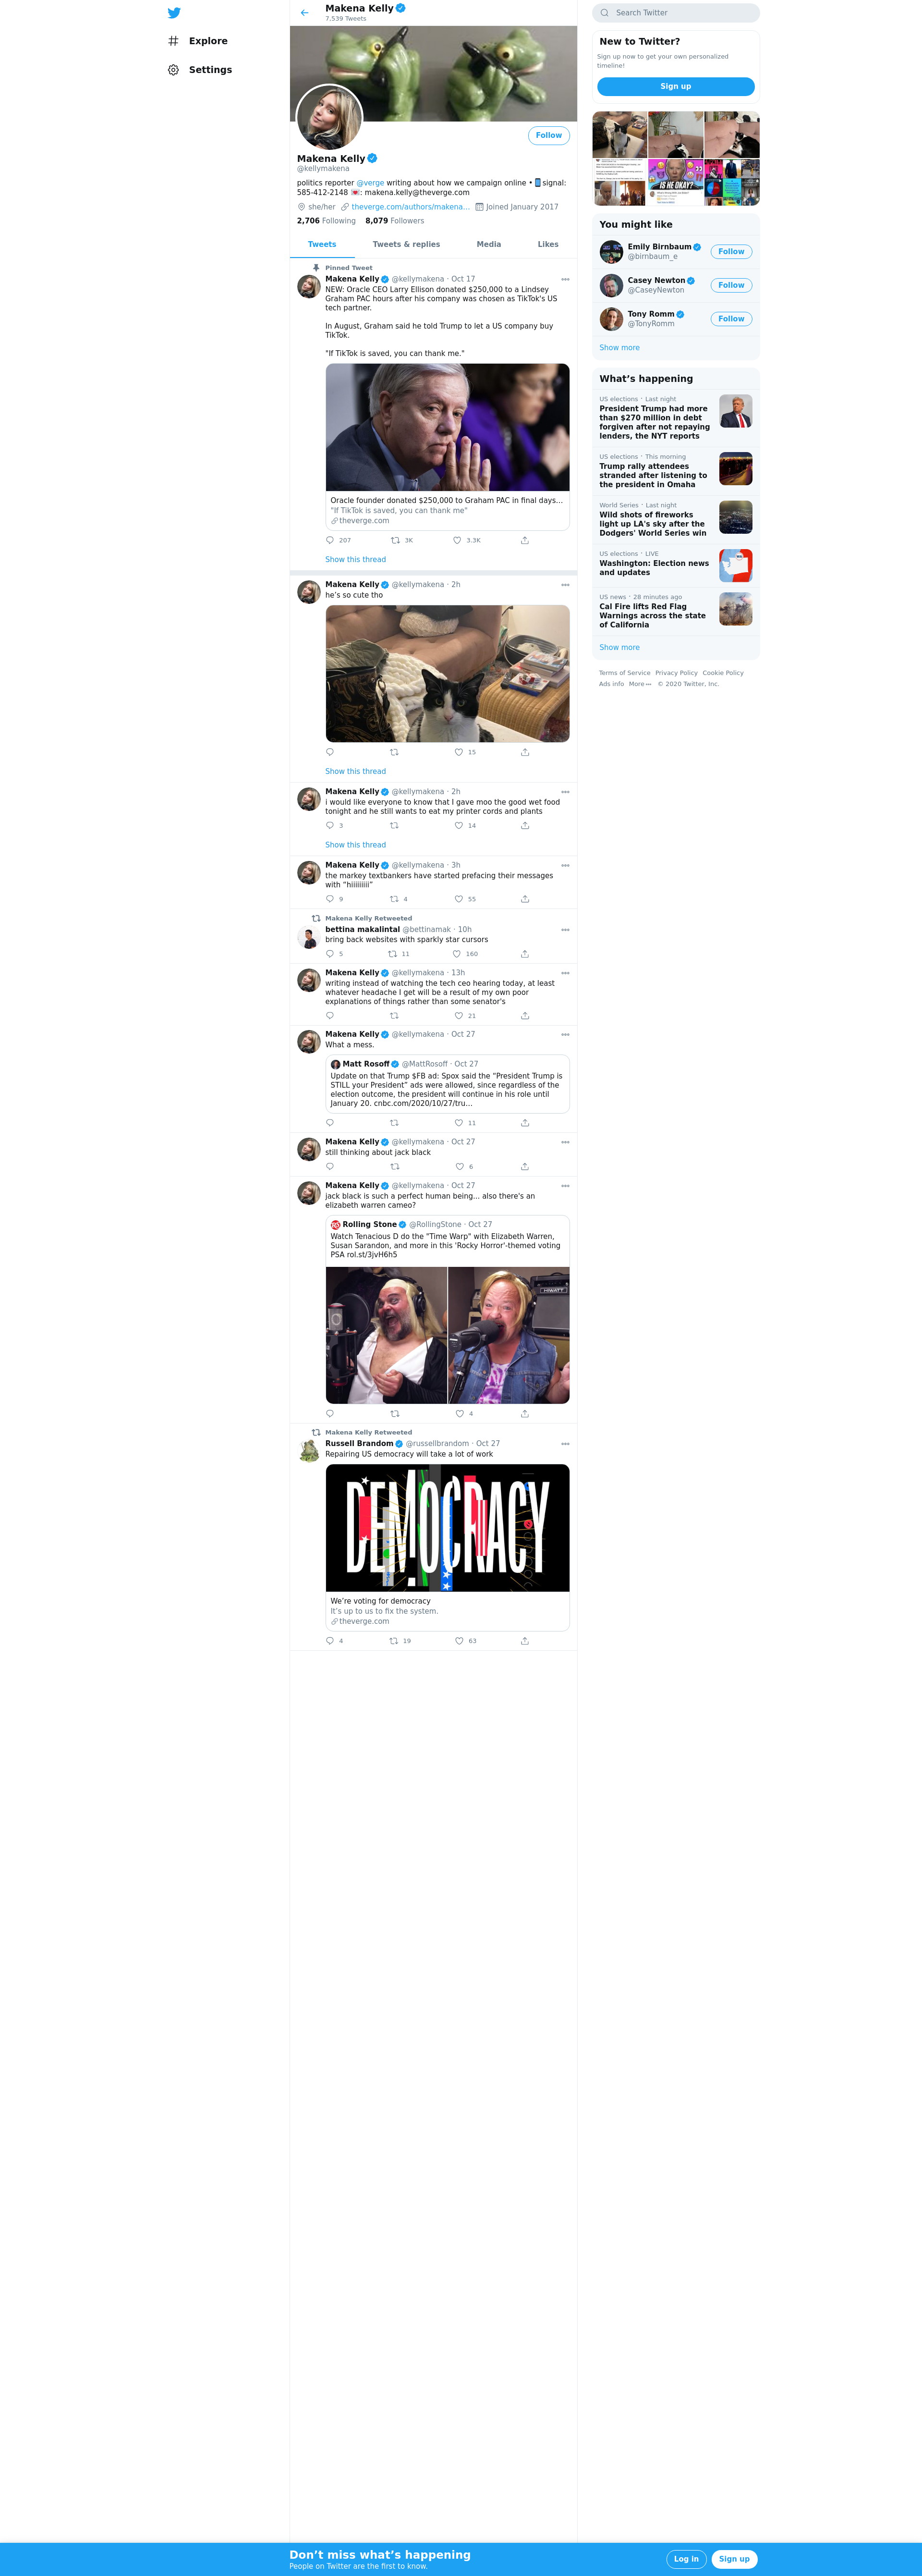 Explore
Settings
Makena Kelly
7,539 Tweets
Follow
Makena Kelly
@kellymakena
politics reporter @verge writing about how we campaign online • signal:
585-412-2148 : makena.kelly@theverge.com
she/her theverge.com/authors/makena… Joined January 2017
2,706 Following 8,079 Followers
Tweets Tweets & replies Media Likes
Pinned Tweet
Makena Kelly @kellymakena · Oct 17
NEW: Oracle CEO Larry Ellison donated $250,000 to a Lindsey
Graham PAC hours after his company was chosen as TikTok's US
tech partner.
In August, Graham said he told Trump to let a US company buy
TikTok.
"If TikTok is saved, you can thank me."
Oracle founder donated $250,000 to Graham PAC in final days…
"If TikTok is saved, you can thank me"
theverge.com
207 3K 3.3K
Show this thread
Makena Kelly @kellymakena · 2h
he's so cute tho
15
Show this thread
Makena Kelly @kellymakena · 2h
i would like everyone to know that I gave moo the good wet food
tonight and he still wants to eat my printer cords and plants
3 14
Show this thread
Makena Kelly @kellymakena · 3h
the markey textbankers have started prefacing their messages
with “hiiiiiiiii”
9 4 55
Makena Kelly Retweeted
bettina makalintal @bettinamak · 10h
bring back websites with sparkly star cursors
5 11 160
Makena Kelly @kellymakena · 13h
writing instead of watching the tech ceo hearing today, at least
whatever headache I get will be a result of my own poor
explanations of things rather than some senator's
21
Makena Kelly @kellymakena · Oct 27
What a mess.
Matt Rosoff @MattRosoff · Oct 27
Update on that Trump $FB ad: Spox said the “President Trump is
STILL your President” ads were allowed, since regardless of the
election outcome, the president will continue in his role until
January 20. cnbc.com/2020/10/27/tru…
11
Makena Kelly @kellymakena · Oct 27
still thinking about jack black
6
Makena Kelly @kellymakena · Oct 27
jack black is such a perfect human being... also there's an
elizabeth warren cameo?
Rolling Stone @RollingStone · Oct 27
Watch Tenacious D do the "Time Warp" with Elizabeth Warren,
Susan Sarandon, and more in this 'Rocky Horror'-themed voting
PSA rol.st/3jvH6h5
HIWATT
4
Makena Kelly Retweeted
Russell Brandom @russellbrandom · Oct 27
Repairing US democracy will take a lot of work
DEMOCRACY
We're voting for democracy
It's up to us to fix the system.
theverge.com
4 19 63
Search Twitter
New to Twitter?
Sign up now to get your own personalized
timeline!
Sign up
IS HE OKAY?
You might like
Emily Birnbaum
@birnbaum_e
Follow
Casey Newton
@CaseyNewton
Follow
Tony Romm
@TonyRomm
Follow
Show more
What's happening
US elections · Last night
President Trump had more
than $270 million in debt
forgiven after not repaying
lenders, the NYT reports
US elections · This morning
Trump rally attendees
stranded after listening to
the president in Omaha
World Series · Last night
Wild shots of fireworks
light up LA's sky after the
Dodgers' World Series win
US elections · LIVE
Washington: Election news
and updates
US news · 28 minutes ago
Cal Fire lifts Red Flag
Warnings across the state
of California
Show more
Terms of Service Privacy Policy Cookie Policy
Ads info More ··· © 2020 Twitter, Inc.
Don't miss what's happening
People on Twitter are the first to know.
Log in
Sign up